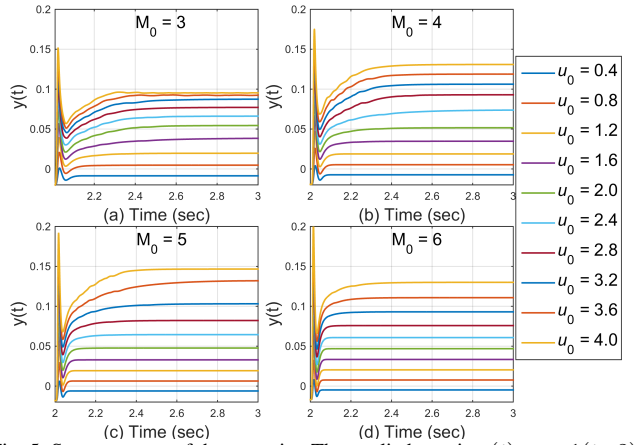 0.2
0.15
0.1
0.05
0
y(t)
M0 = 3
2
2.2
2.4
2.6
2.8
3
(a) Time (sec)
0.2
0.15
0.1
0.05
0
y(t)
M0 = 4
2
2.2
2.4
2.6
2.8
3
(b) Time (sec)
0.2
0.15
0.1
0.05
0
y(t)
M0 = 5
2
2.2
2.4
2.6
2.8
3
(c) Time (sec)
0.2
0.15
0.1
0.05
0
y(t)
M0 = 6
2
2.2
2.4
2.6
2.8
3
(d) Time (sec)
u0 = 0.4
u0 = 0.8
u0 = 1.2
u0 = 1.6
u0 = 2.0
u0 = 2.4
u0 = 2.8
u0 = 3.2
u0 = 3.6
u0 = 4.0